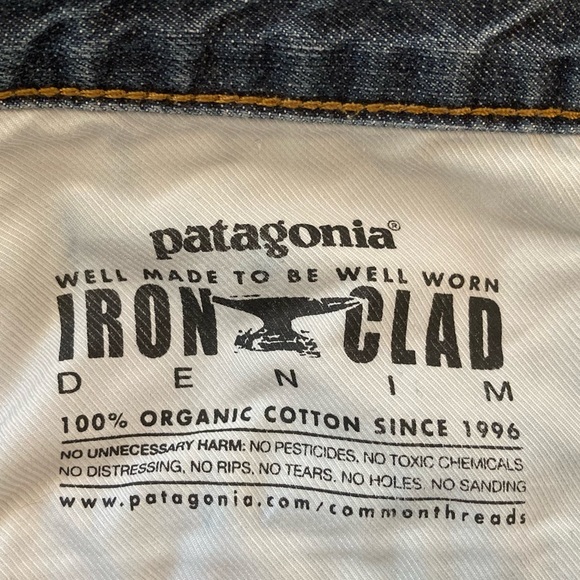 patagonia®
WELL MADE TO BE WELL WORN
IRON CLAD
DENIM
100% ORGANIC COTTON SINCE 1996
NO UNNECESSARY HARM: NO PESTICIDES, NO TOXIC CHEMICALS
NO DISTRESSING, NO RIPS, NO TEARS, NO HOLES, NO SANDING
www.patagonia.com/commonthreads